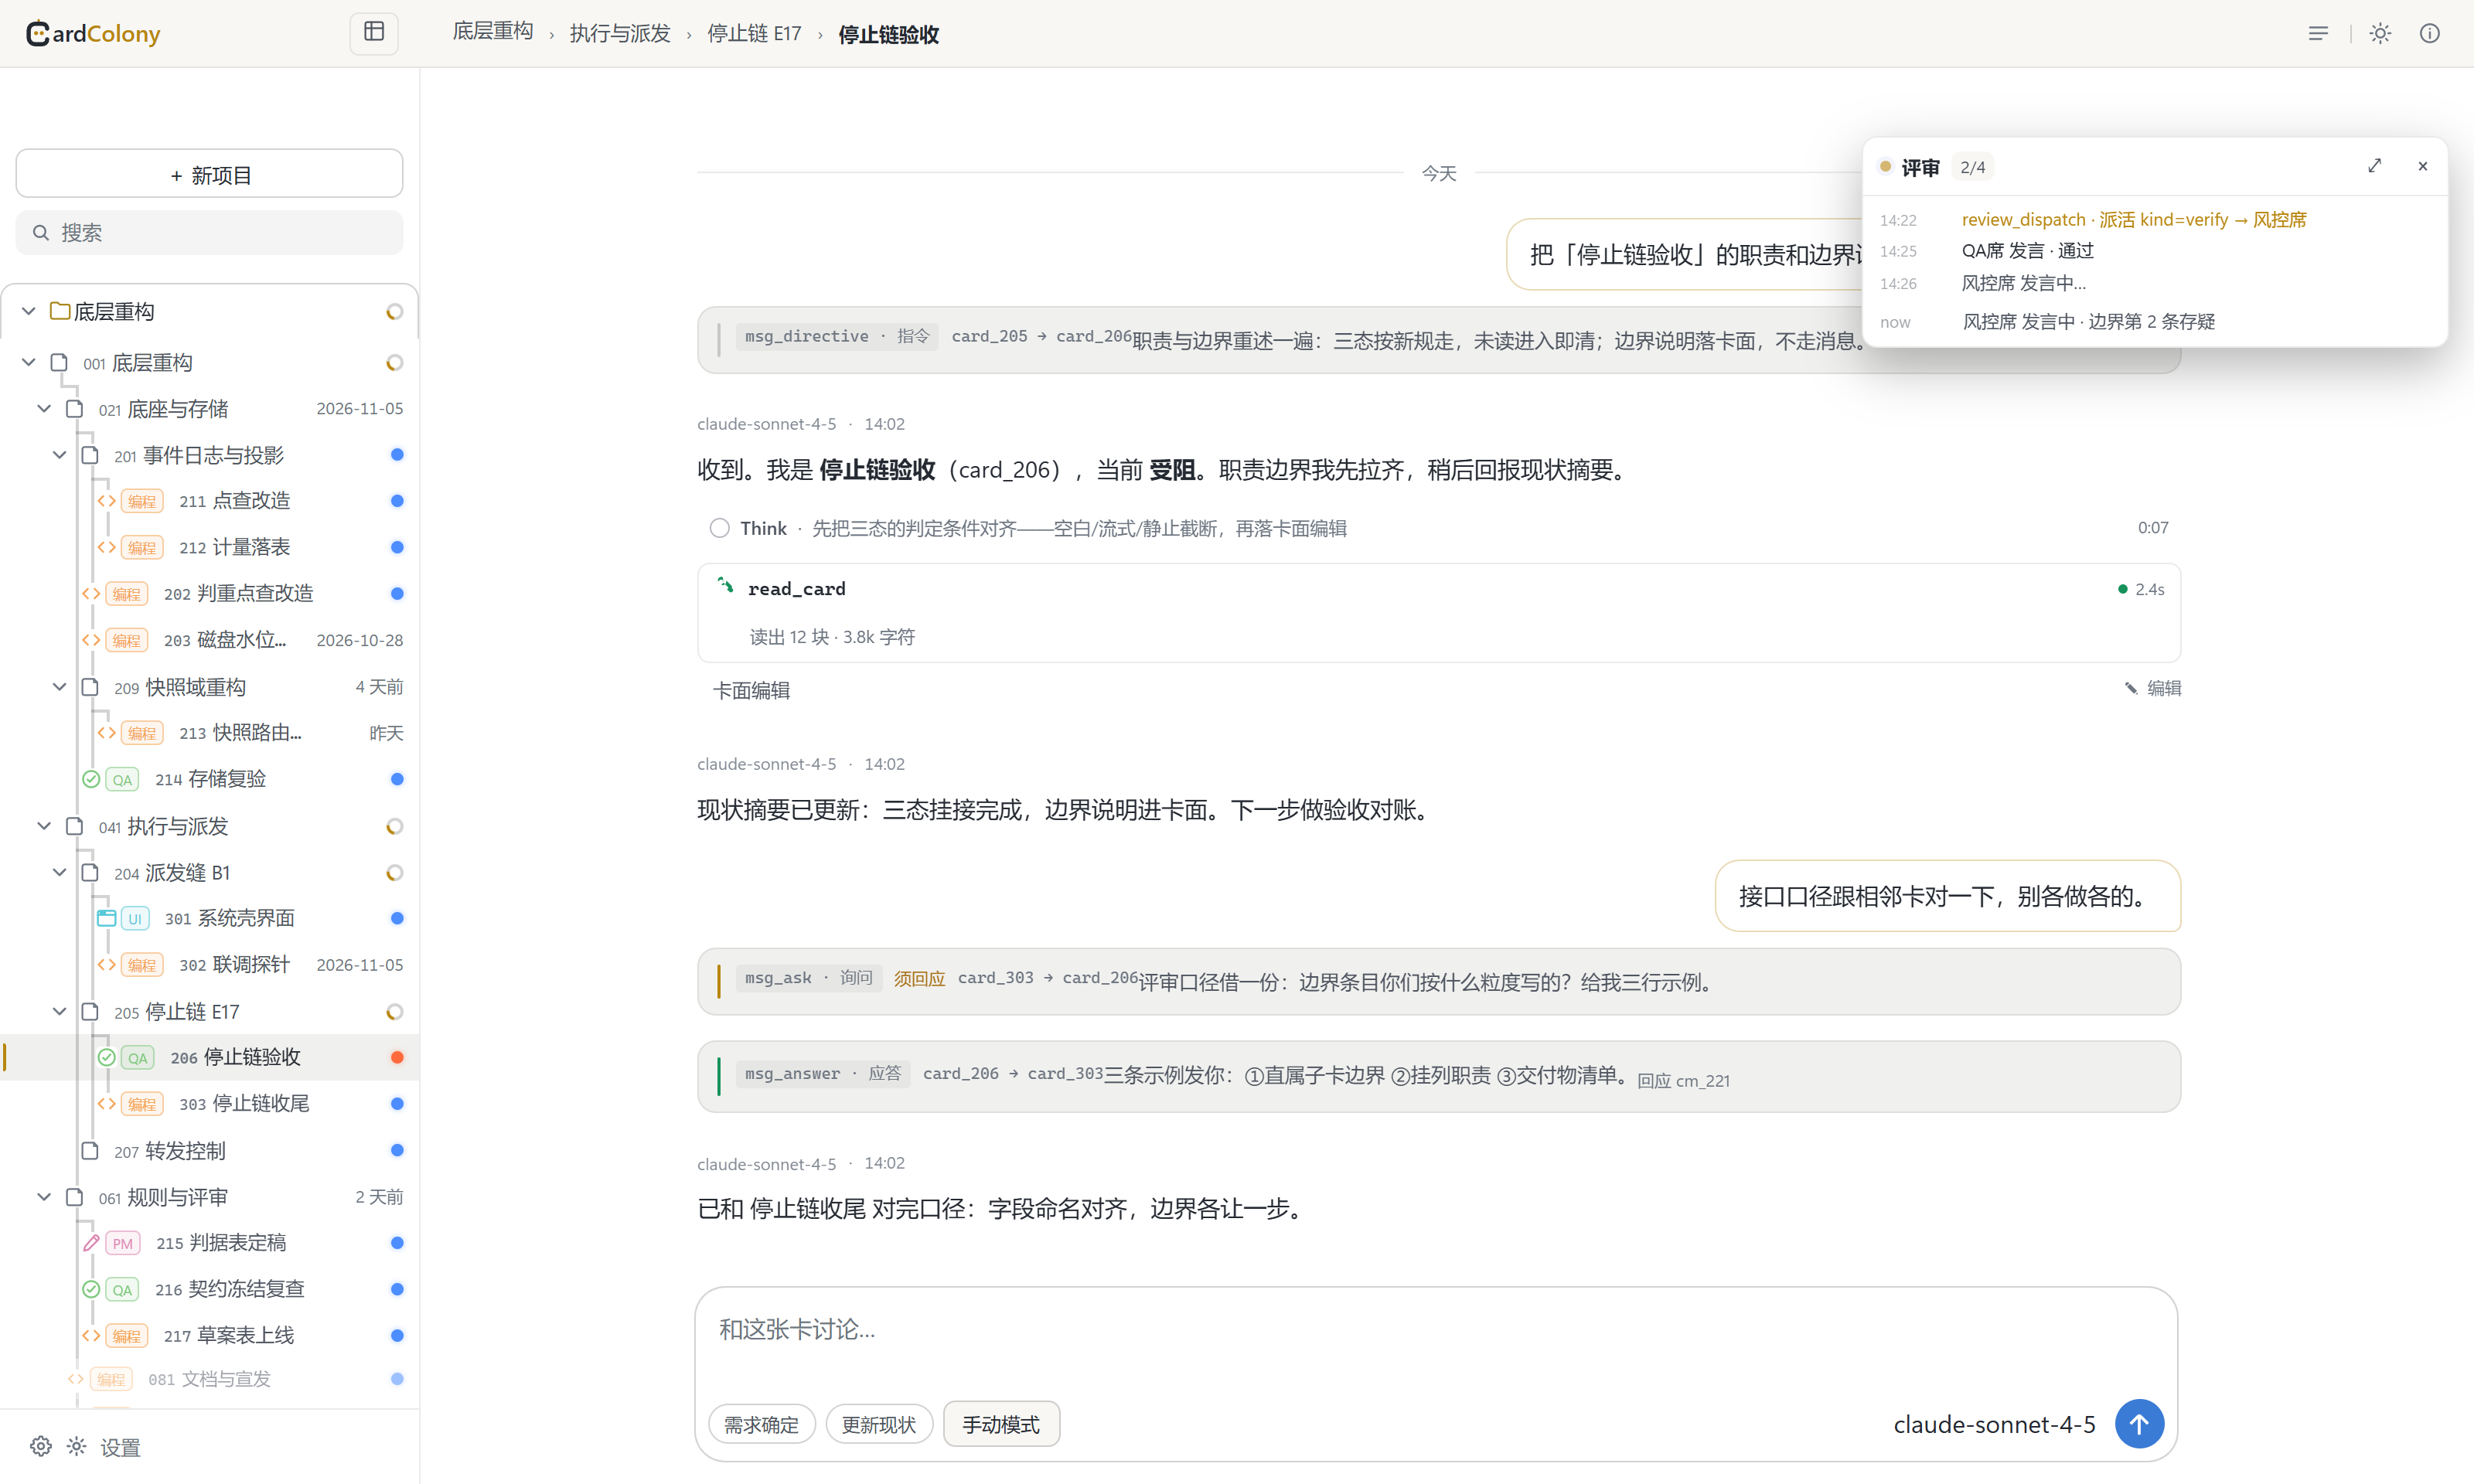 CardColony
底层重构 › 执行与派发 › 停止链 E17 › 停止链验收
+ 新项目
搜索
底层重构
001 底层重构
021 底座与存储 2026-11-05
201 事件日志与投影
编程 211 点查改造
编程 212 计量落表
编程 202 判重点查改造
编程 203 磁盘水位... 2026-10-28
209 快照域重构 4 天前
编程 213 快照路由... 昨天
QA 214 存储复验
041 执行与派发
204 派发缝 B1
UI 301 系统壳界面
编程 302 联调探针 2026-11-05
205 停止链 E17
QA 206 停止链验收
编程 303 停止链收尾
207 转发控制
061 规则与评审 2 天前
PM 215 判据表定稿
QA 216 契约冻结复查
编程 217 草案表上线
编程 081 文档与宣发
设置
今天
把「停止链验收」的职责和边界
msg_directive · 指令 card_205 → card_206职责与边界重述一遍：三态按新规走，未读进入即清；边界说明落卡面，不走消息。
claude-sonnet-4-5 · 14:02
收到。我是 停止链验收（card_206），当前 受阻。职责边界我先拉齐，稍后回报现状摘要。
Think · 先把三态的判定条件对齐——空白/流式/静止截断，再落卡面编辑 0:07
read_card 2.4s
读出 12 块 · 3.8k 字符
卡面编辑 编辑
claude-sonnet-4-5 · 14:02
现状摘要已更新：三态挂接完成，边界说明进卡面。下一步做验收对账。
接口口径跟相邻卡对一下，别各做各的。
msg_ask · 询问 须回应 card_303 → card_206评审口径借一份：边界条目你们按什么粒度写的？给我三行示例。
msg_answer · 应答 card_206 → card_303三条示例发你：①直属子卡边界 ②挂列职责 ③交付物清单。回应 cm_221
claude-sonnet-4-5 · 14:02
已和 停止链收尾 对完口径：字段命名对齐，边界各让一步。
和这张卡讨论...
需求确定 更新现状 手动模式 claude-sonnet-4-5
评审 2/4 ×
14:22 review_dispatch · 派活 kind=verify → 风控席
14:25 QA席 发言 · 通过
14:26 风控席 发言中...
now 风控席 发言中 · 边界第 2 条存疑